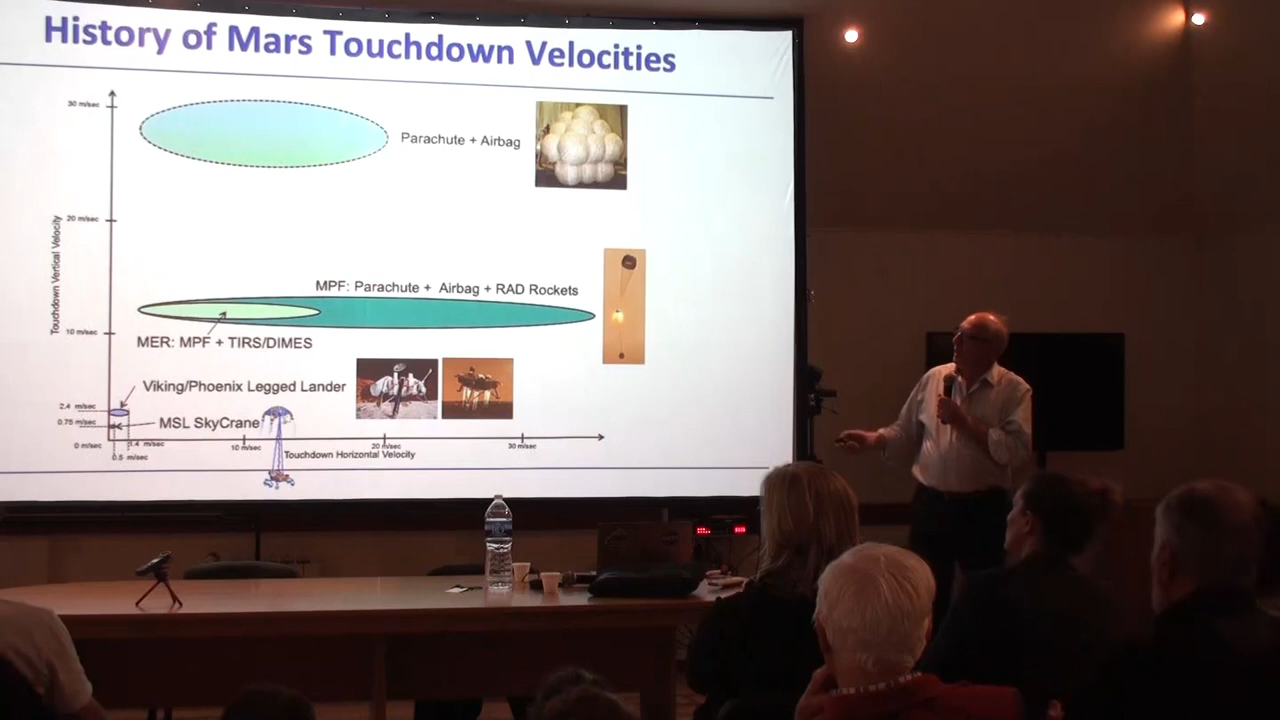 History of Mars Touchdown Velocities
30 m/sec
Parachute + Airbag
20 m/sec
Touchdown Vertical Velocity
MPF: Parachute + Airbag + RAD Rockets
10 m/sec
MER: MPF + TIRS/DIMES
Viking/Phoenix Legged Lander
2.4 m/sec
0.75 m/sec
MSL SkyCrane
0 m/sec
1.4 m/sec
10 m/sec
20 m/sec
30 m/sec
0.5 m/sec
Touchdown Horizontal Velocity